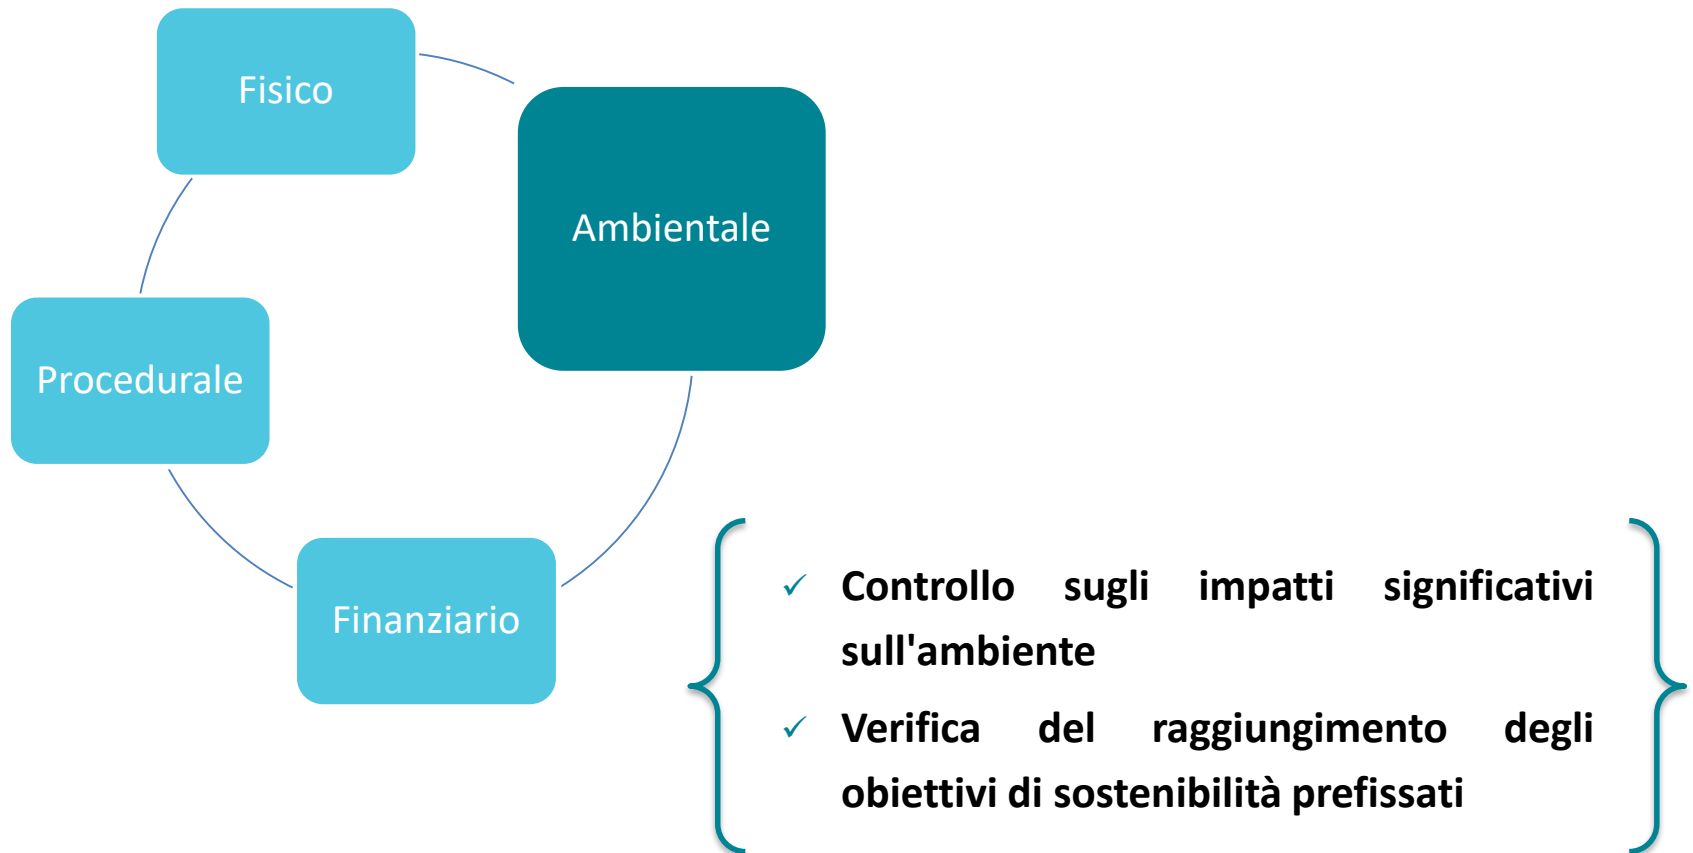 Fisico
Ambientale
Procedurale
Finanziario
✓ Controllo sugli impatti significativi
sull'ambiente
✓ Verifica del raggiungimento degli
obiettivi di sostenibilità prefissati